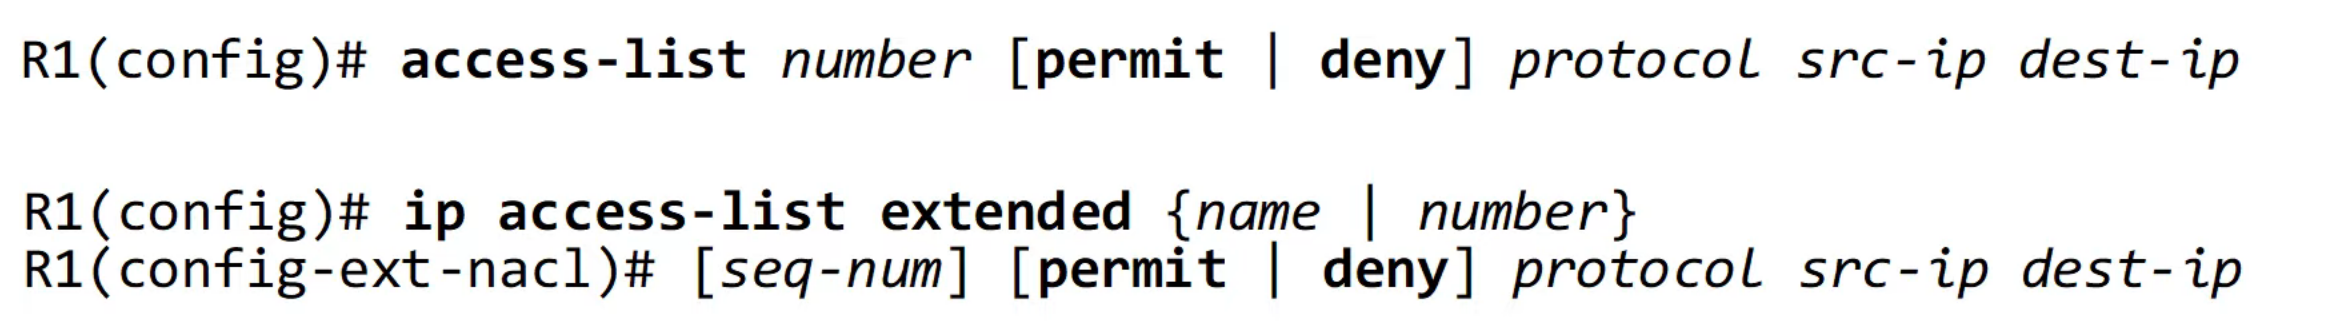 R1(config)# access-list number [permit | deny] protocol src-ip dest-ip
R1(config)# ip access-list extended {name | number}
R1(config-ext-nacl)# [seq-num] [permit | deny] protocol src-ip dest-ip